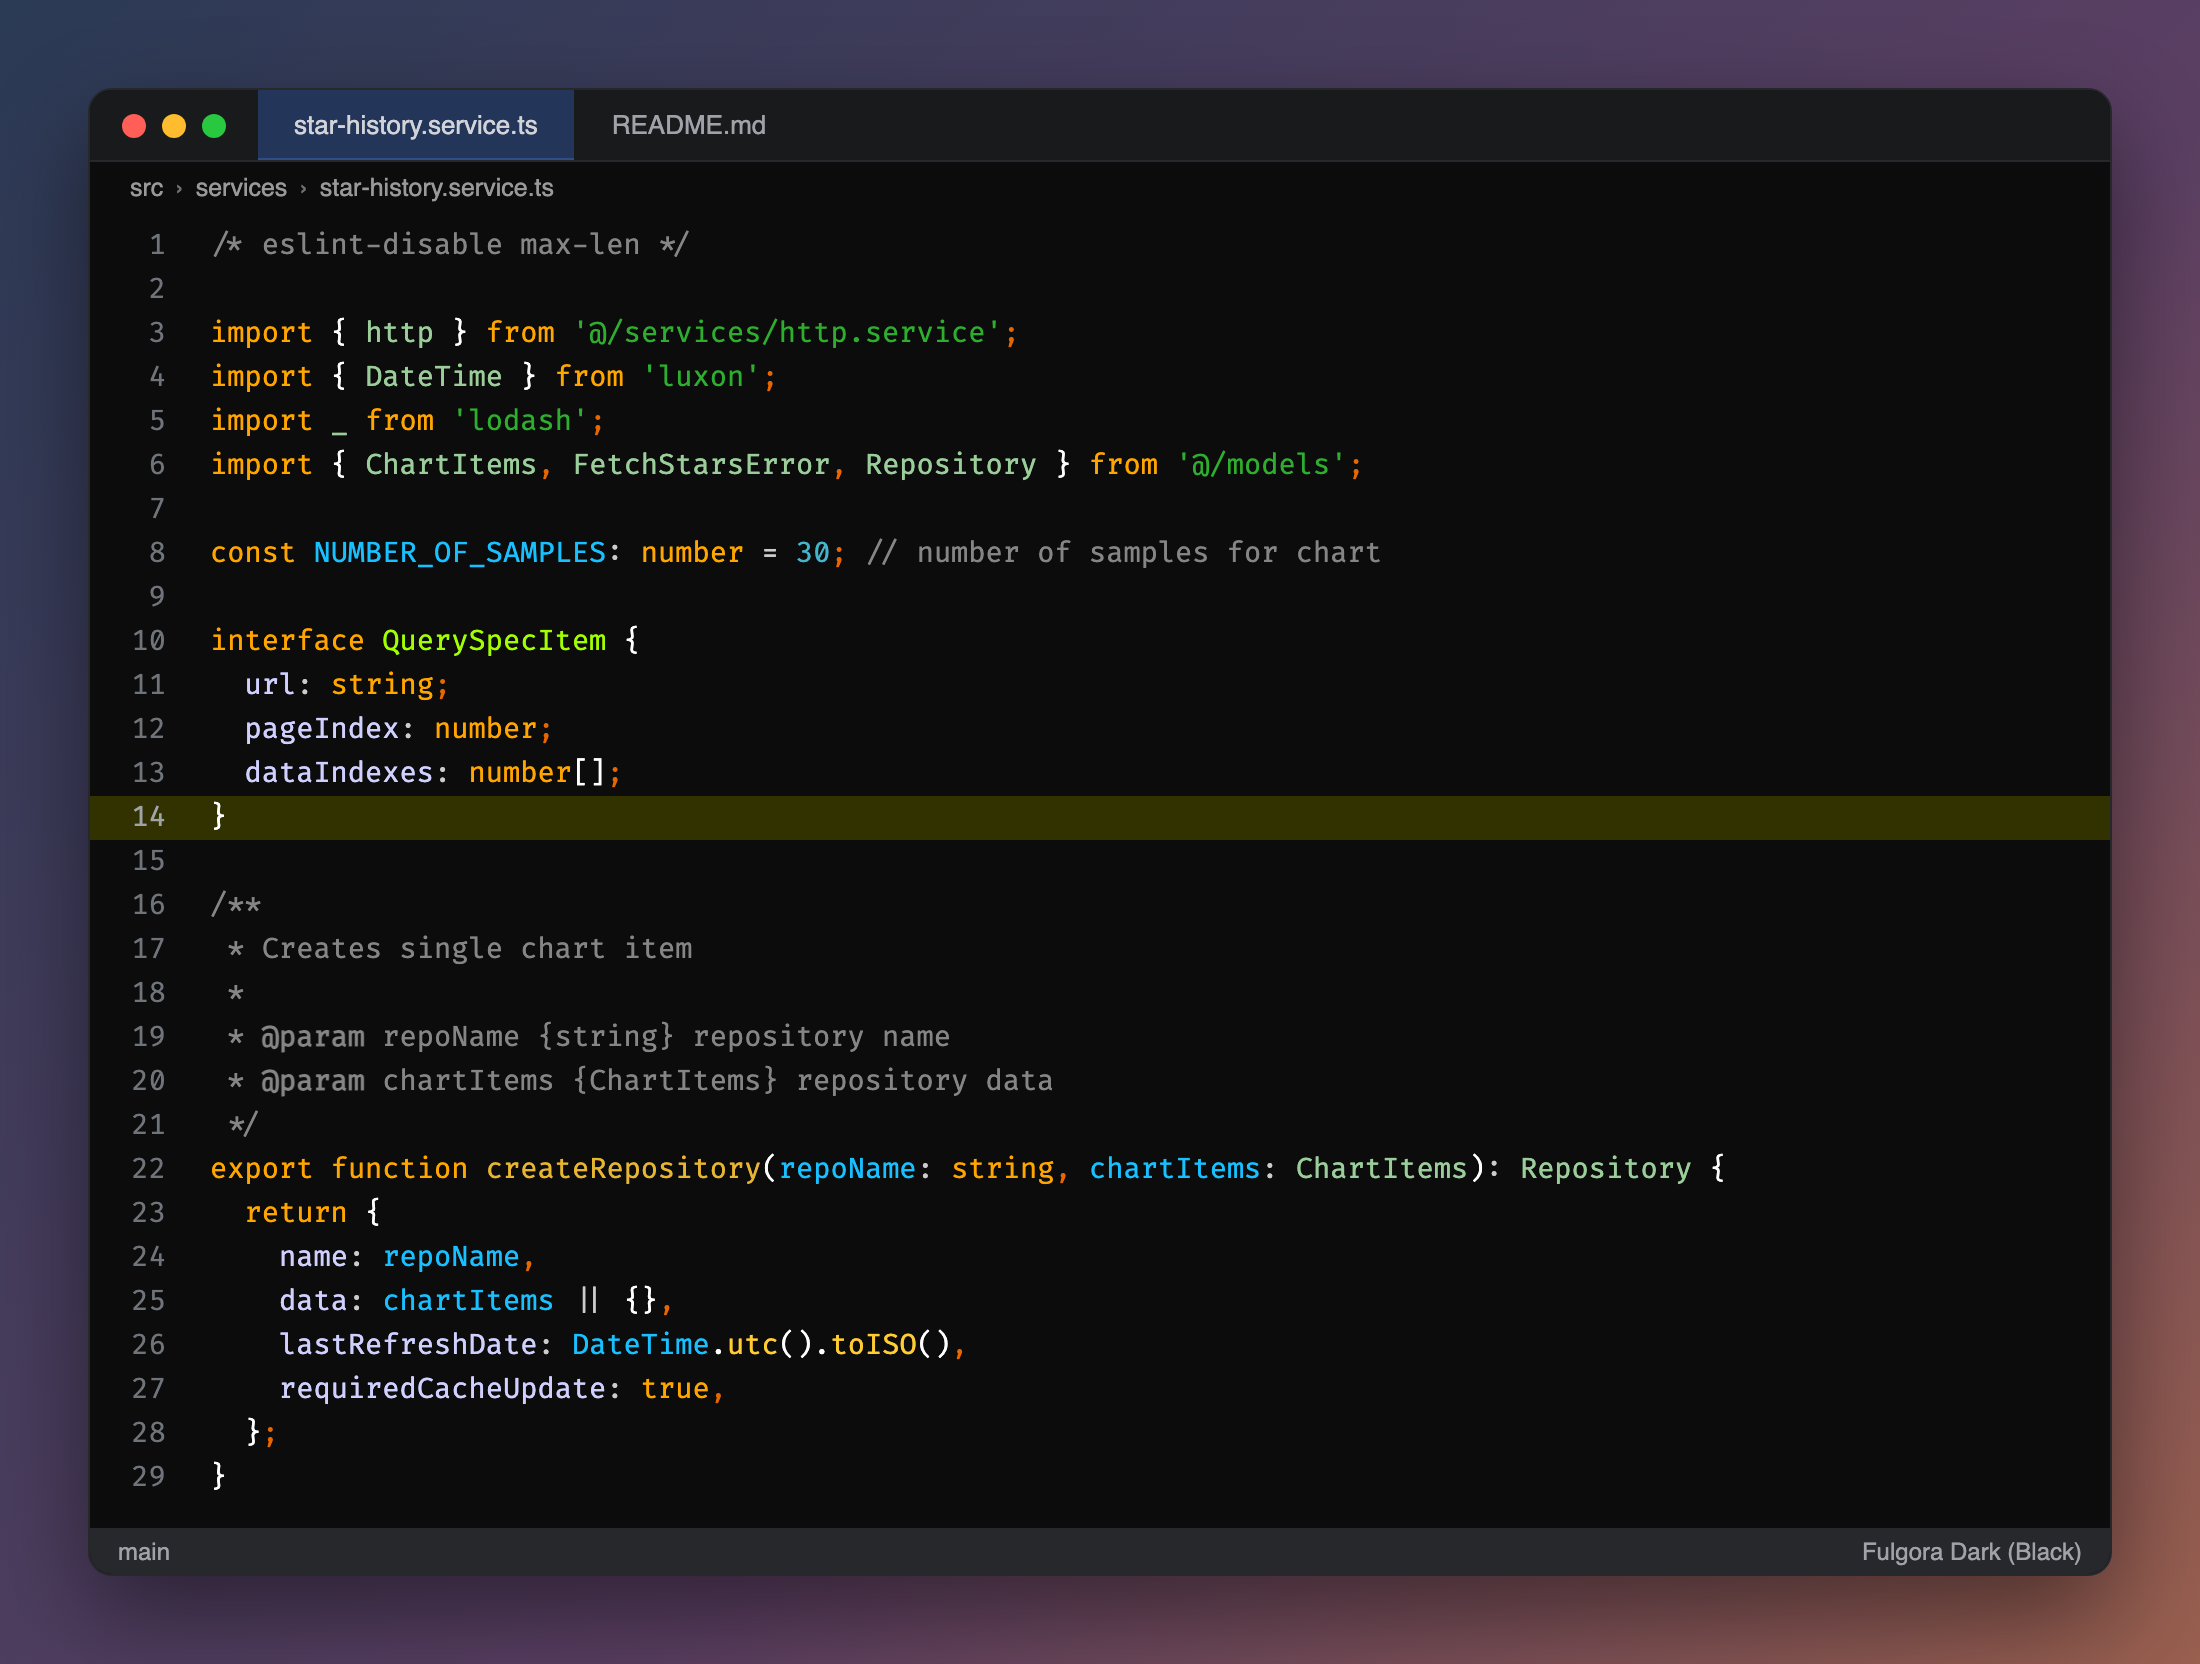 star-history.service.ts README.md
src › services › star-history.service.ts
1 /* eslint-disable max-len */
2
3 import { http } from '@/services/http.service';
4 import { DateTime } from 'luxon';
5 import _ from 'lodash';
6 import { ChartItems, FetchStarsError, Repository } from '@/models';
7
8 const NUMBER_OF_SAMPLES: number = 30; // number of samples for chart
9
10 interface QuerySpecItem {
11   url: string;
12   pageIndex: number;
13   dataIndexes: number[];
14 }
15
16 /**
17  * Creates single chart item
18  *
19  * @param repoName {string} repository name
20  * @param chartItems {ChartItems} repository data
21  */
22 export function createRepository(repoName: string, chartItems: ChartItems): Repository {
23   return {
24     name: repoName,
25     data: chartItems || {},
26     lastRefreshDate: DateTime.utc().toISO(),
27     requiredCacheUpdate: true,
28   };
29 }
main Fulgora Dark (Black)